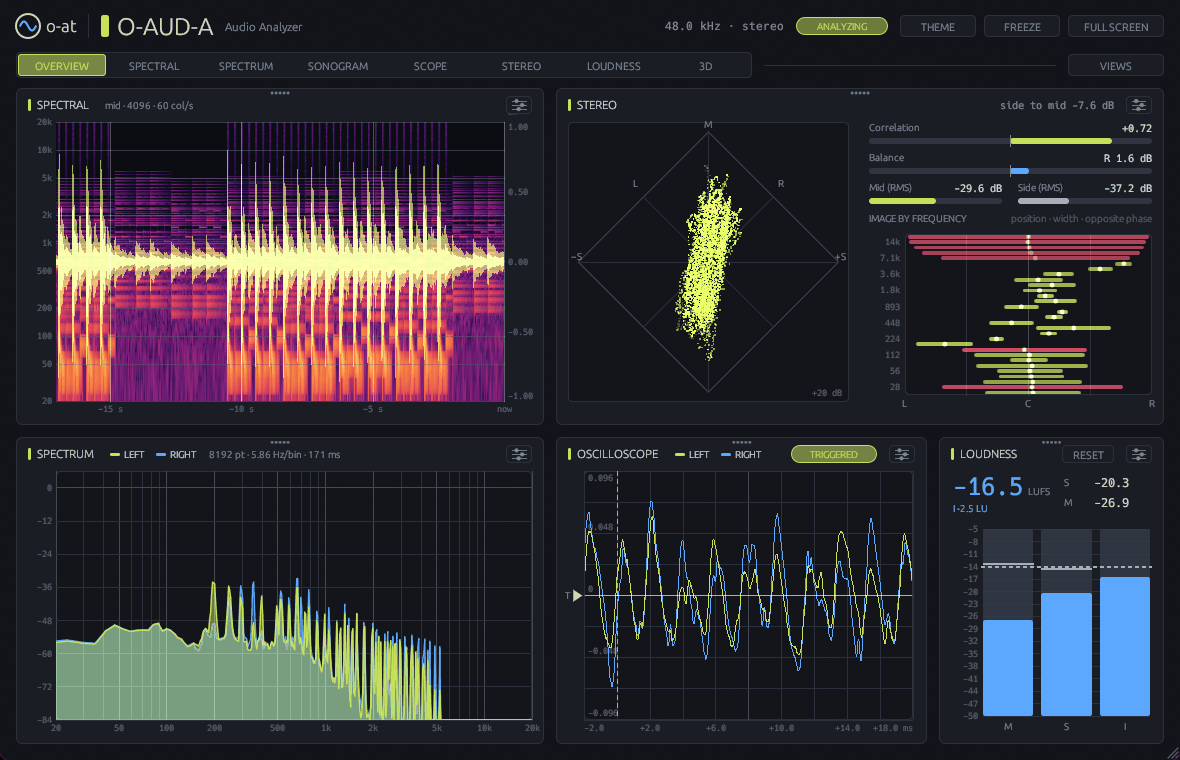 o-at O-AUD-A Audio Analyzer 48.0 kHz · stereo ANALYZING THEME FREEZE FULL SCREEN
OVERVIEW SPECTRAL SPECTRUM SONOGRAM SCOPE STEREO LOUDNESS 3D VIEWS
SPECTRAL mid · 4096 · 60 col/s
20k 1.00
10k
5k
0.50
2k
1k
0.00
500
200
100
-0.50
50
20 -1.00
-15 s -10 s -5 s now
STEREO side to mid -7.6 dB
M
L R
-S +S
+20 dB
Correlation +0.72
Balance R 1.6 dB
Mid (RMS) -29.6 dB Side (RMS) -37.2 dB
IMAGE BY FREQUENCY position · width · opposite phase
14k
7.1k
3.6k
1.8k
893
448
224
112
56
28
L C R
SPECTRUM LEFT RIGHT 8192 pt · 5.86 Hz/bin · 171 ms
0
-12
-24
-36
-48
-60
-72
-84
20 50 100 200 500 1k 2k 5k 10k 20k
OSCILLOSCOPE LEFT RIGHT TRIGGERED
0.096
0.048
0
T
-0.096
-2.0 +2.0 +6.0 +10.0 +14.0 +18.0 ms
LOUDNESS RESET
-16.5 LUFS S -20.3
I -2.5 LU M -26.9
-5
-8
-11
-14
-17
-20
-23
-26
-29
-32
-35
-38
-41
-44
-47
-50
M S I